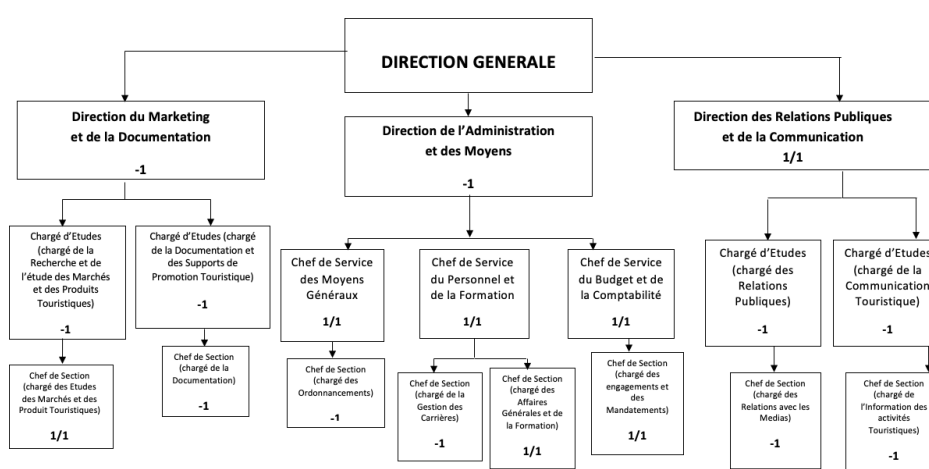 DIRECTION GENERALE
Direction du Marketing
et de la Documentation
-1
Direction de l'Administration
et des Moyens
-1
Direction des Relations Publiques
et de la Communication
1/1
Chargé d'Etudes
(chargé de la
Recherche et de
l'étude des Marchés
et des Produits
Touristiques)
-1
Chargé d'Etudes (chargé
de la Documentation et
des Supports de
Promotion Touristique)
-1
Chef de Service
des Moyens
Généraux
1/1
Chef de Service
du Personnel et
de la Formation
1/1
Chef de Service
du Budget et de
la Comptabilité
1/1
Chargé d'Etudes
(chargé des
Relations
Publiques)
-1
Chargé d'Etudes
(chargé de la
Communication
Touristique)
-1
Chef de Section
(chargé des Etudes
des Marchés et des
Produit Touristiques)
1/1
Chef de Section
(chargé de la
Documentation)
-1
Chef de Section
(chargé des
Ordonnancements)
-1
Chef de Section
(chargé de la
Gestion des
Carrières)
-1
Chef de Section
(chargé des
Affaires
Générales et de
la Formation)
1/1
Chef de Section
(chargé des
engagements et
des
Mandatements)
1/1
Chef de Section
(chargé des
Relations avec les
Medias)
-1
Chef de Section
(chargé de
l'Information des
activités
Touristiques)
-1